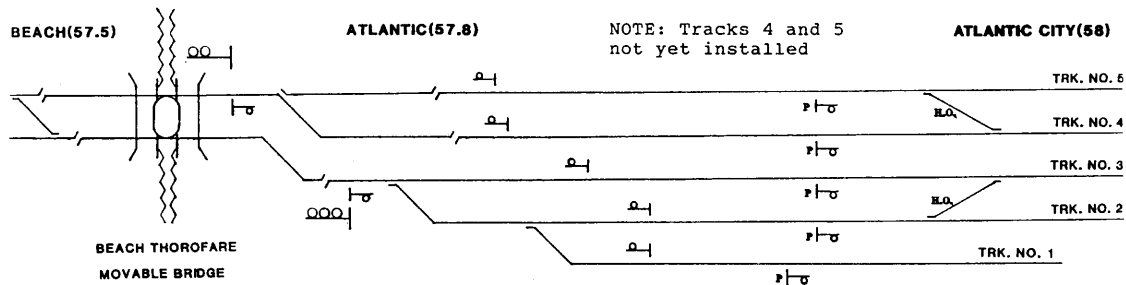 BEACH(57.5)
ATLANTIC(57.8)
NOTE: Tracks 4 and 5
not yet installed
ATLANTIC CITY(58)
TRK. NO. 5
P
H.O.
TRK. NO. 4
P
TRK. NO. 3
P
H.O.
TRK. NO. 2
P
BEACH THOROFARE
MOVABLE BRIDGE
TRK. NO. 1
P